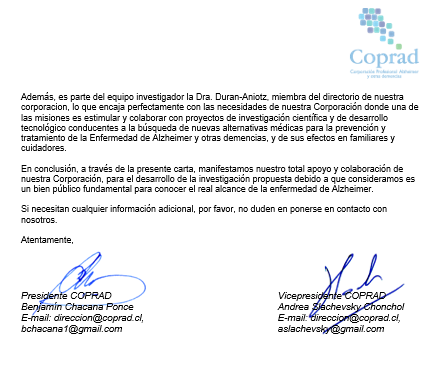 Coprad
Corporación Profesional Alzheimer
y otras demencias
Además, es parte del equipo investigador la Dra. Duran-Aniotz, miembra del directorio de nuestra
corporacion, lo que encaja perfectamente con las necesidades de nuestra Corporación donde una de
las misiones es estimular y colaborar con proyectos de investigación científica y de desarrollo
tecnológico conducentes a la búsqueda de nuevas alternativas médicas para la prevención y
tratamiento de la Enfermedad de Alzheimer y otras demencias, y de sus efectos en familiares y
cuidadores.
En conclusión, a través de la presente carta, manifestamos nuestro total apoyo y colaboración de
nuestra Corporación, para el desarrollo de la investigación propuesta debido a que consideramos es
un bien público fundamental para conocer el real alcance de la enfermedad de Alzheimer.
Si necesitan cualquier información adicional, por favor, no duden en ponerse en contacto con
nosotros.
Atentamente,
Presidente COPRAD
Benjamín Chacana Ponce
E-mail: direccion@coprad.cl,
bchacana1@gmail.com
Vicepresidente COPRAD
Andrea Slachevsky Chonchol
E-mail: direccion@coprad.cl,
aslachevsky@gmail.com